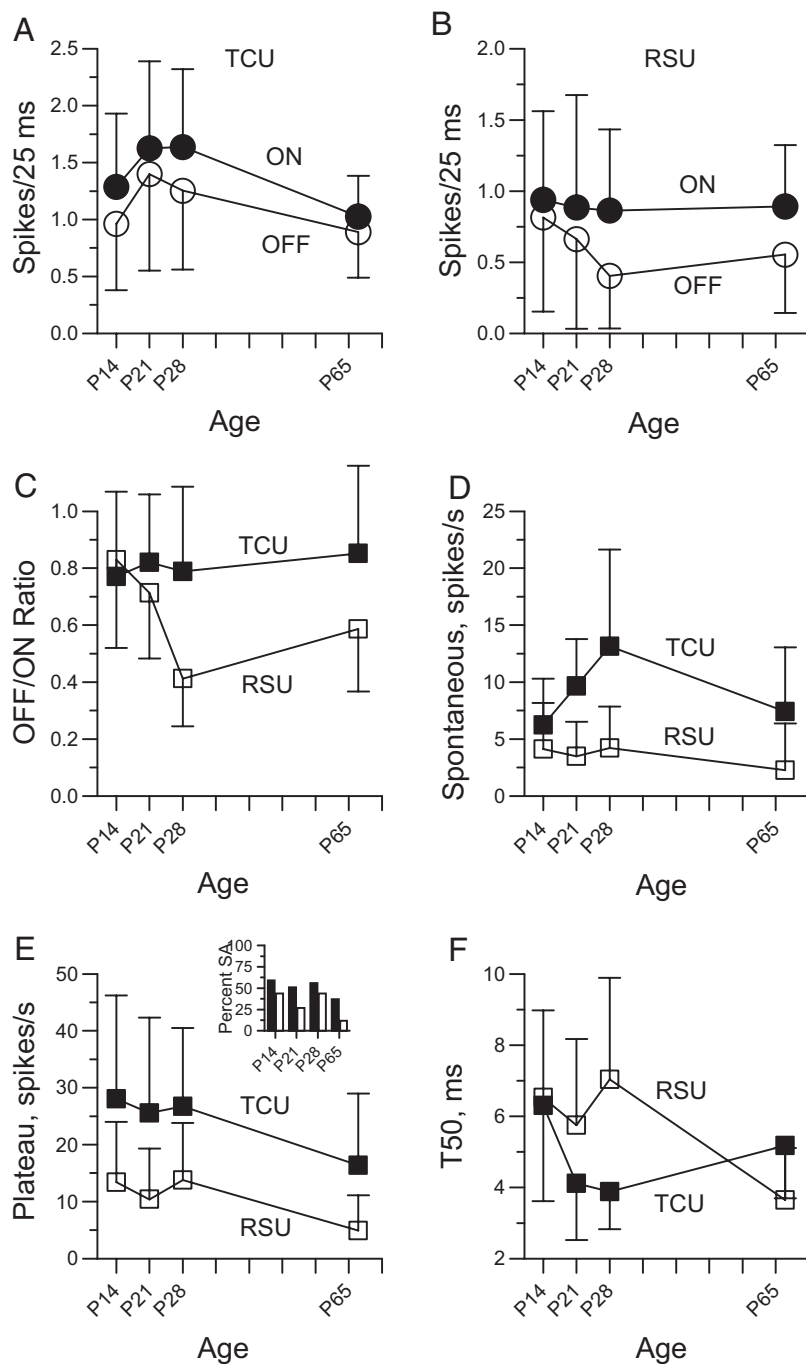 A
TCU
2.5
2.0
1.5
1.0
0.5
0.0
Spikes/25 ms
ON
OFF
P14
P21
P28
P65
Age
B
RSU
2.0
1.5
1.0
0.5
0.0
Spikes/25 ms
ON
OFF
P14
P21
P28
P65
Age
C
1.0
0.8
0.6
0.4
0.2
0.0
OFF/ON Ratio
TCU
RSU
P14
P21
P28
P65
Age
D
25
20
15
10
5
0
Spontaneous, spikes/s
TCU
RSU
P14
P21
P28
P65
Age
E
50
40
30
20
10
0
Plateau, spikes/s
100
75
50
25
0
Percent SA
P14
P21
P28
P65
TCU
RSU
P14
P21
P28
P65
Age
F
10
8
6
4
2
T50, ms
RSU
TCU
P14
P21
P28
P65
Age